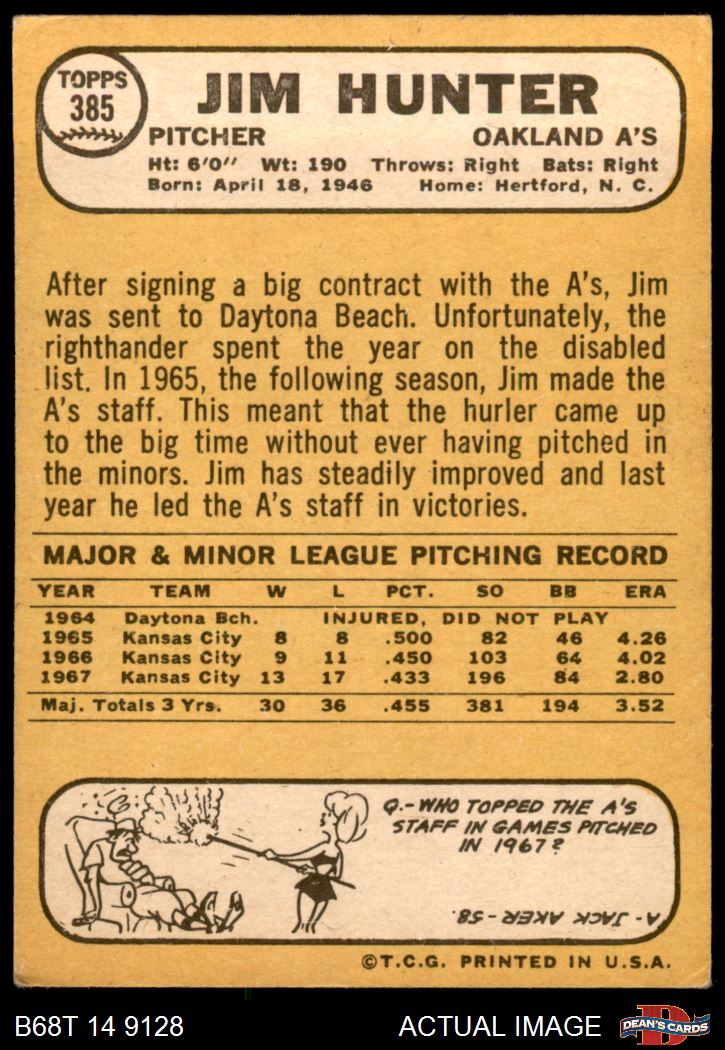 TOPPS
385
JIM HUNTER
PITCHER OAKLAND A'S
Ht: 6'0" Wt: 190 Throws: Right Bats: Right
Born: April 18, 1946 Home: Hertford, N. C.
After signing a big contract with the A's, Jim
was sent to Daytona Beach. Unfortunately, the
righthander spent the year on the disabled
list. In 1965, the following season, Jim made the
A's staff. This meant that the hurler came up
to the big time without ever having pitched in
the minors. Jim has steadily improved and last
year he led the A's staff in victories.
MAJOR & MINOR LEAGUE PITCHING RECORD
YEAR TEAM W L PCT. SO BB ERA
1964 Daytona Bch. INJURED, DID NOT PLAY
1965 Kansas City 8 8 .500 82 46 4.26
1966 Kansas City 9 11 .450 103 64 4.02
1967 Kansas City 13 17 .433 196 84 2.80
Maj. Totals 3 Yrs. 30 36 .455 381 194 3.52
Q.-WHO TOPPED THE A'S
STAFF IN GAMES PITCHED
IN 1967?
A-JACK AKER-58.
©T.C.G. PRINTED IN U.S.A.
B68T 14 9128 ACTUAL IMAGE
DEAN'S CARDS